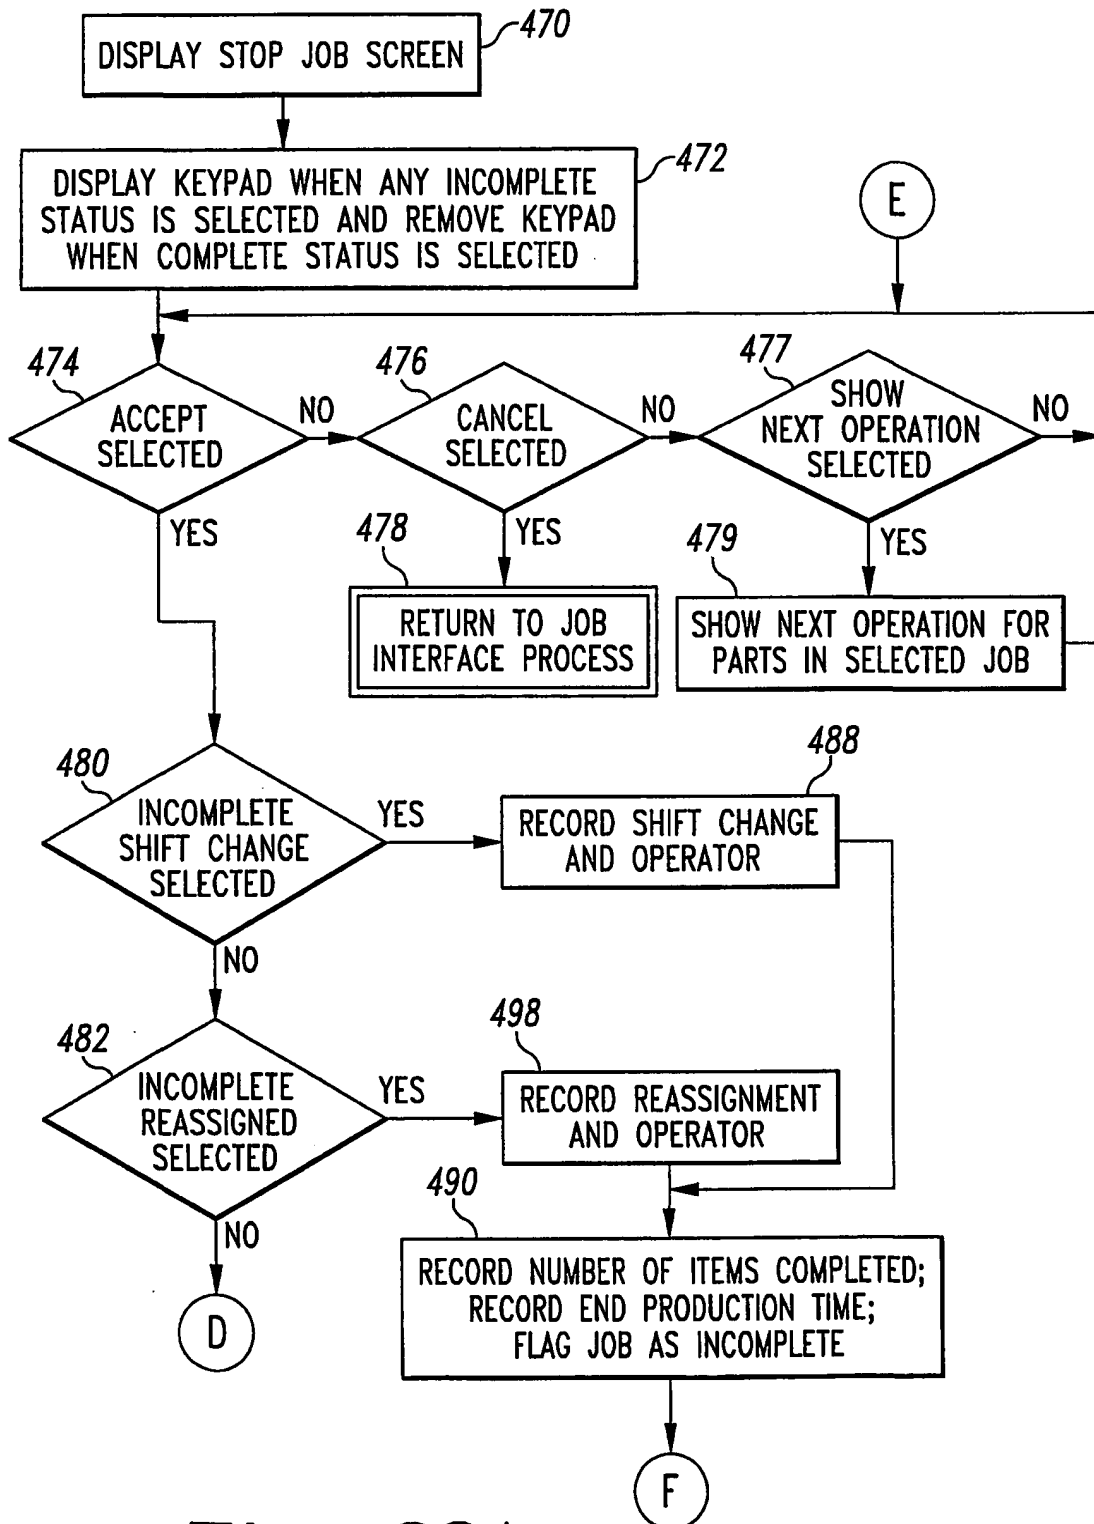 470
DISPLAY STOP JOB SCREEN
472
DISPLAY KEYPAD WHEN ANY INCOMPLETE
STATUS IS SELECTED AND REMOVE KEYPAD
WHEN COMPLETE STATUS IS SELECTED
E
474
ACCEPT
SELECTED
NO
YES
476
CANCEL
SELECTED
NO
YES
477
SHOW
NEXT OPERATION
SELECTED
NO
YES
478
RETURN TO JOB
INTERFACE PROCESS
479
SHOW NEXT OPERATION FOR
PARTS IN SELECTED JOB
480
INCOMPLETE
SHIFT CHANGE
SELECTED
YES
NO
488
RECORD SHIFT CHANGE
AND OPERATOR
482
INCOMPLETE
REASSIGNED
SELECTED
YES
NO
498
RECORD REASSIGNMENT
AND OPERATOR
490
RECORD NUMBER OF ITEMS COMPLETED;
RECORD END PRODUCTION TIME;
FLAG JOB AS INCOMPLETE
D
F